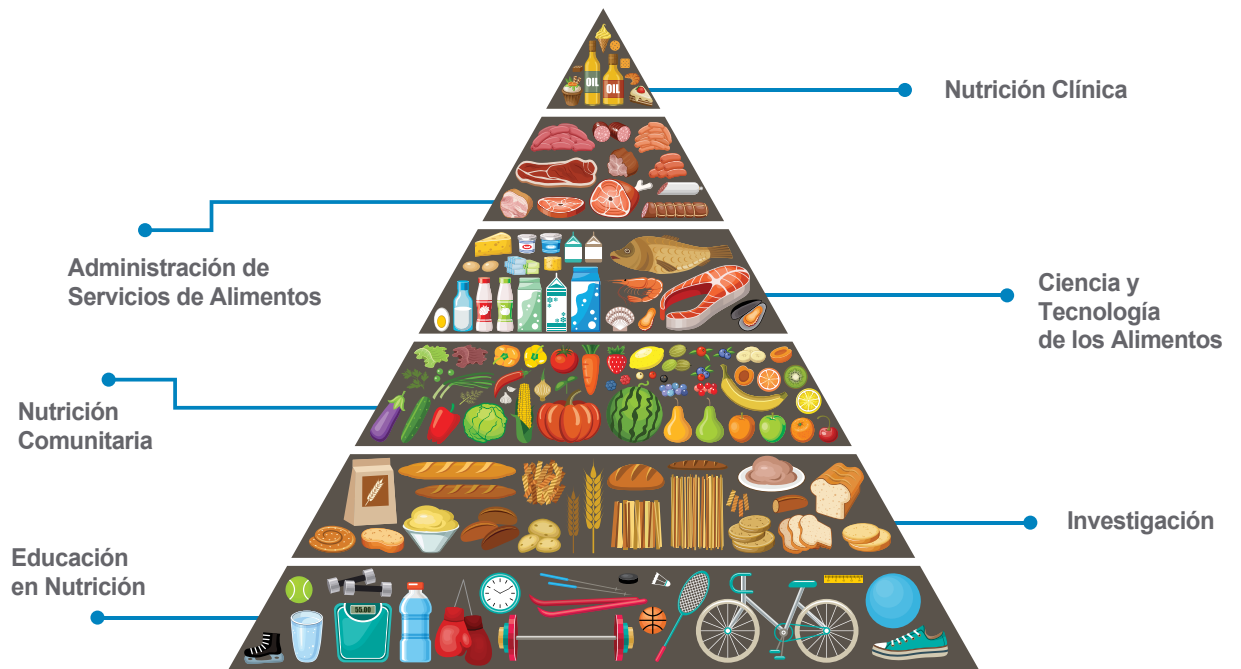 OIL
OIL
Nutrición Clínica
Administración de
Servicios de Alimentos
Ciencia y
Tecnología
de los Alimentos
Nutrición
Comunitaria
Investigación
Educación
en Nutrición
55.00